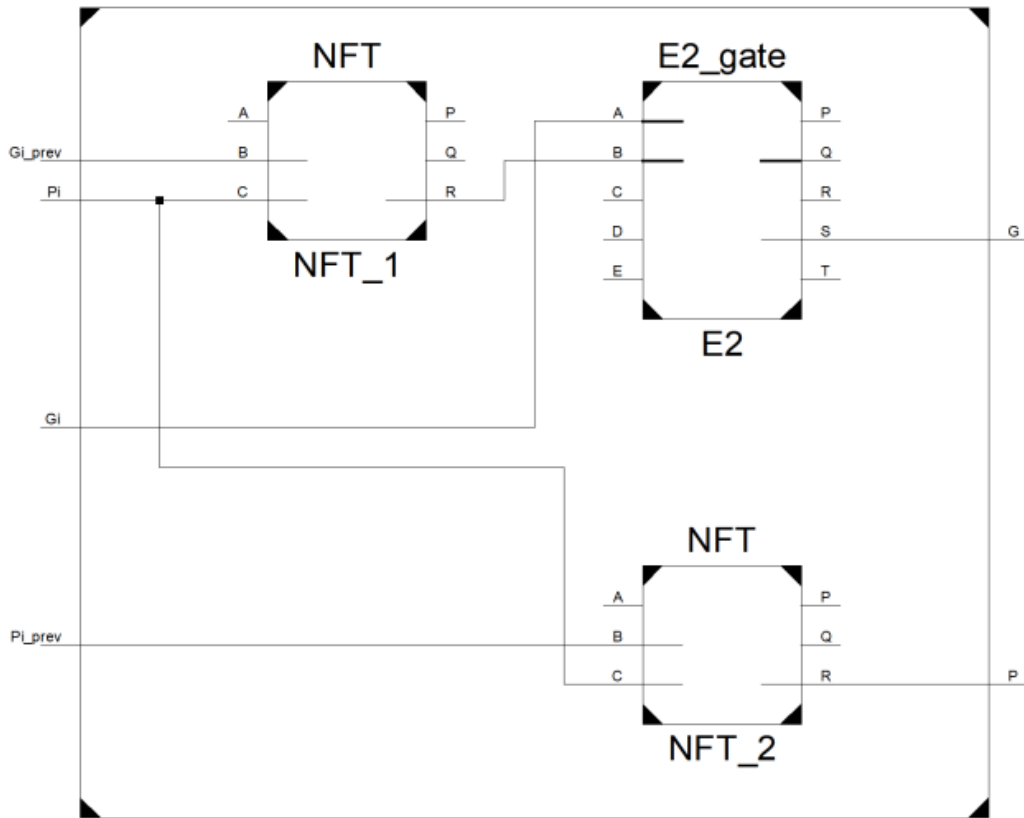 NFT
E2_gate
A
P
A
P
Gi_prev
B
Q
B
Q
Pi
C
R
C
R
D
S
G
NFT_1
E
T
E2
Gi
NFT
A
P
Pi_prev
B
Q
C
R
P
NFT_2